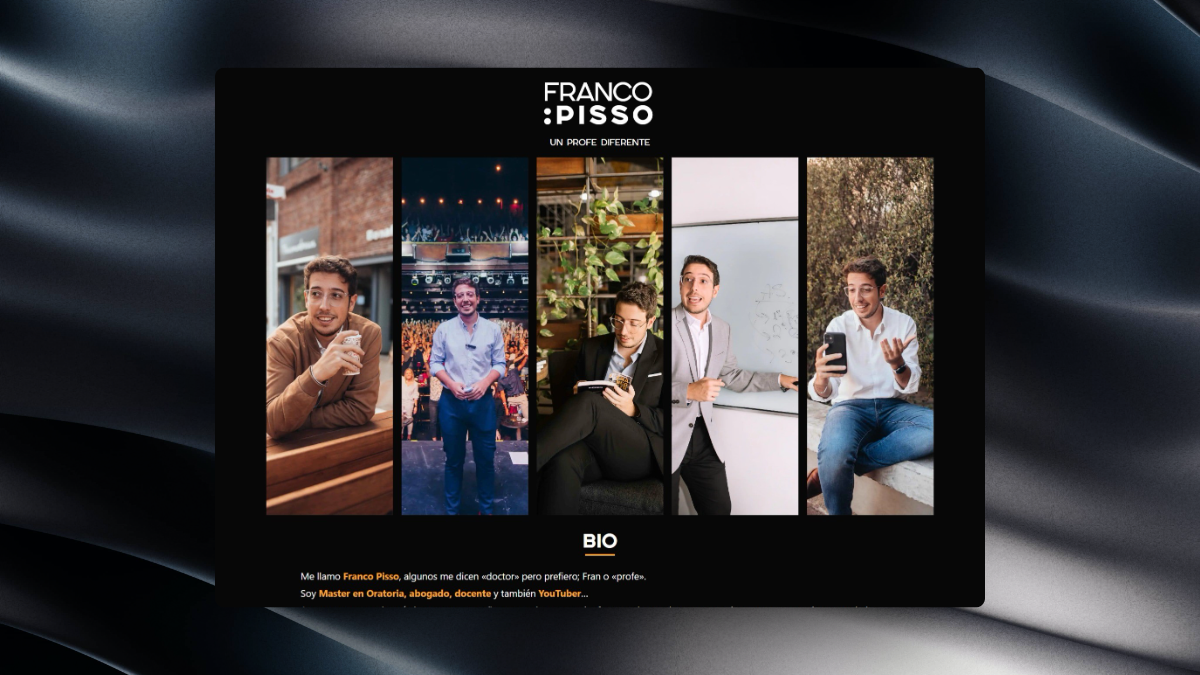 FRANCO
:PISSO
UN PROFE DIFERENTE
BIO
Me llamo Franco Pisso, algunos me dicen «doctor» pero prefiero; Fran o «profe».
Soy Master en Oratoria, abogado, docente y también YouTuber...